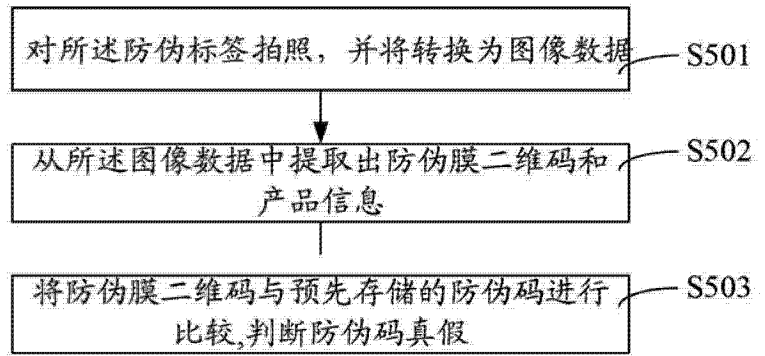 对所述防伪标签拍照，并将转换为图像数据
S501
从所述图像数据中提取出防伪膜二维码和
产品信息
S502
将防伪膜二维码与预先存储的防伪码进行
比较,判断防伪码真假
S503